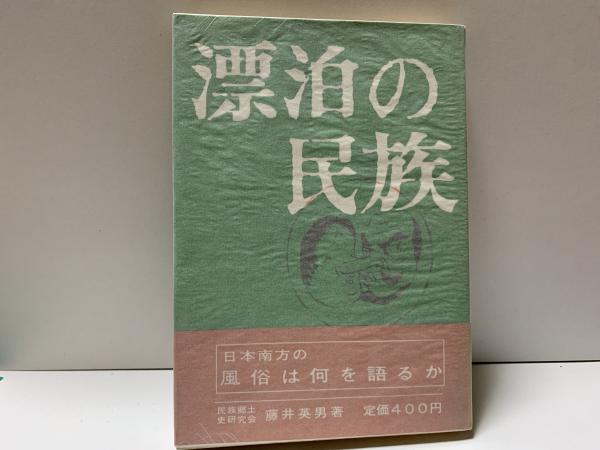 漂泊の
民族
日本南方の
風俗は何を語るか
民族郷土
史研究会
藤井英男著
定価400円